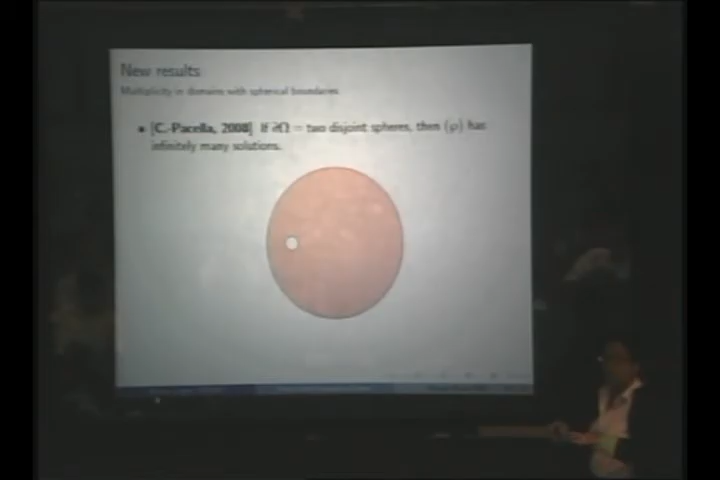 New results
Multiplicity in domains with spherical boundaries
• [C.-Pacella, 2008] If ∂Ω = two disjoint spheres, then (℘) has
infinitely many solutions.